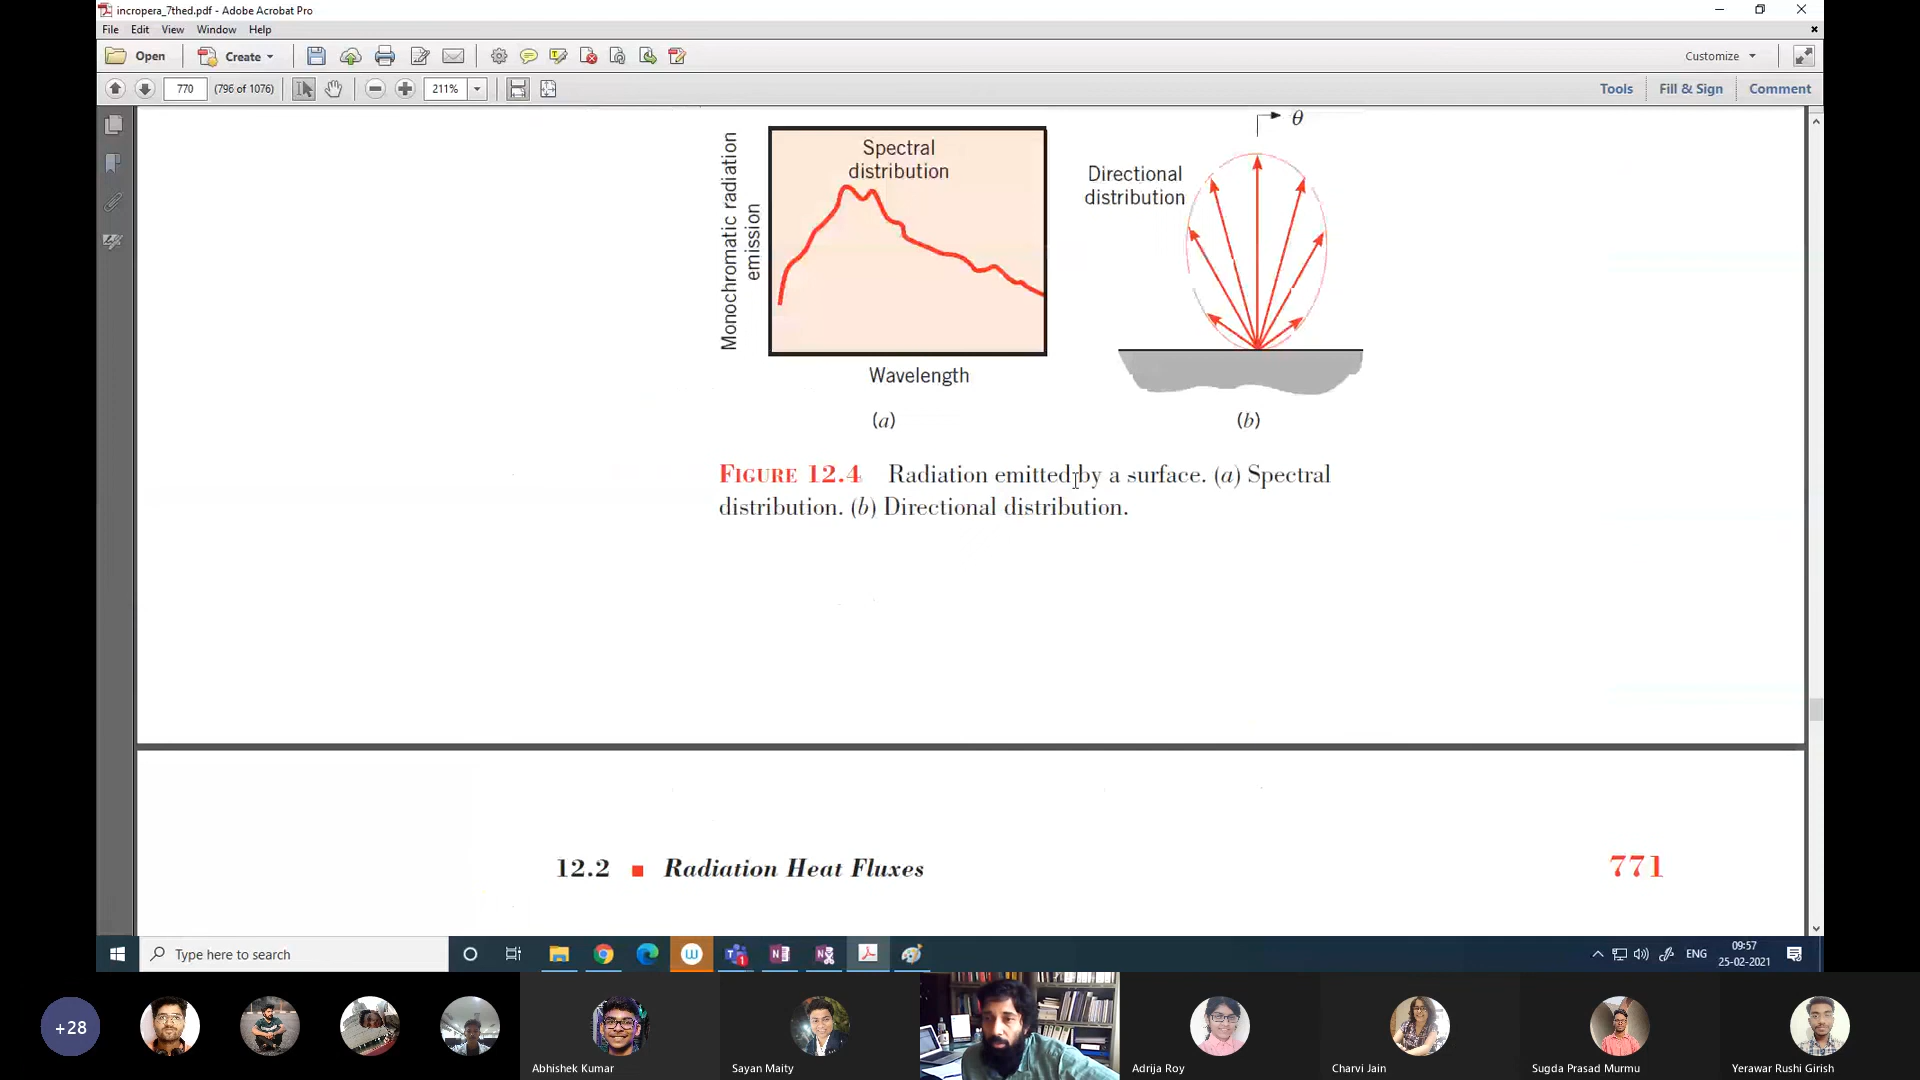 incropera_7thed.pdf - Adobe Acrobat Pro
File Edit View Window Help
Open Create Customize
770 (796 of 1076) 211% Tools Fill & Sign Comment
Monochromatic radiation
emission
Spectral
distribution
Wavelength
(a)
θ
Directional
distribution
(b)
FIGURE 12.4 Radiation emitted by a surface. (a) Spectral
distribution. (b) Directional distribution.
12.2 ■ Radiation Heat Fluxes 771
Type here to search
ENG
09:57
25-02-2021
+28
Abhishek Kumar
Sayan Maity
Adrija Roy
Charvi Jain
Sugda Prasad Murmu
Yerawar Rushi Girish